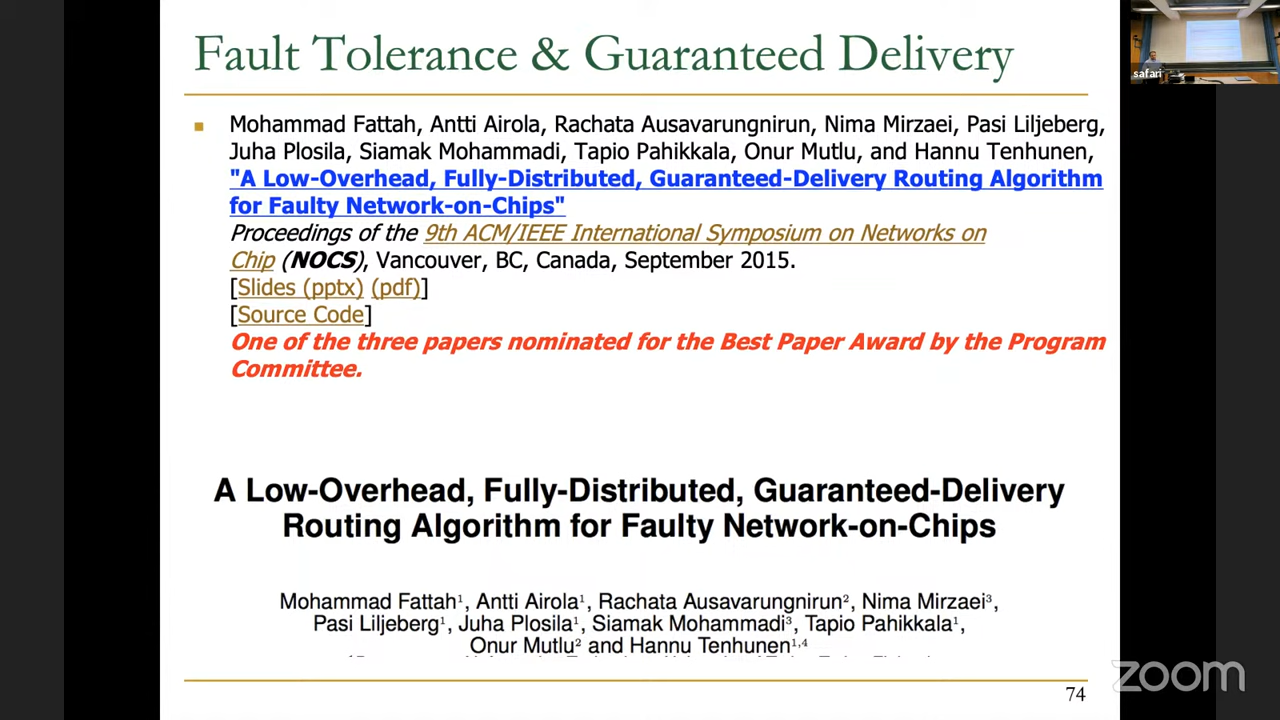 Fault Tolerance & Guaranteed Delivery
safari
Mohammad Fattah, Antti Airola, Rachata Ausavarungnirun, Nima Mirzaei, Pasi Liljeberg,
Juha Plosila, Siamak Mohammadi, Tapio Pahikkala, Onur Mutlu, and Hannu Tenhunen,
"A Low-Overhead, Fully-Distributed, Guaranteed-Delivery Routing Algorithm
for Faulty Network-on-Chips"
Proceedings of the 9th ACM/IEEE International Symposium on Networks on
Chip (NOCS), Vancouver, BC, Canada, September 2015.
[Slides (pptx) (pdf)]
[Source Code]
One of the three papers nominated for the Best Paper Award by the Program
Committee.
A Low-Overhead, Fully-Distributed, Guaranteed-Delivery
Routing Algorithm for Faulty Network-on-Chips
Mohammad Fattah¹, Antti Airola¹, Rachata Ausavarungnirun², Nima Mirzaei³,
Pasi Liljeberg¹, Juha Plosila¹, Siamak Mohammadi³, Tapio Pahikkala¹,
Onur Mutlu² and Hannu Tenhunen¹,⁴
74
zoom